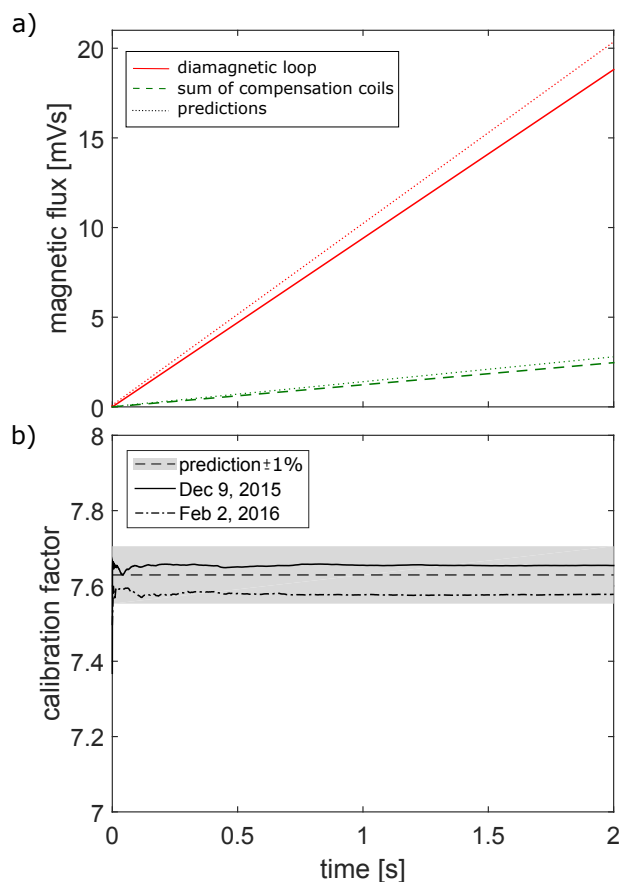 a)
magnetic flux [mVs]
20
15
10
5
0
diamagnetic loop
sum of compensation coils
predictions
b)
calibration factor
8
7.8
7.6
7.4
7.2
7
prediction±1%
Dec 9, 2015
Feb 2, 2016
0
0.5
1
1.5
2
time [s]